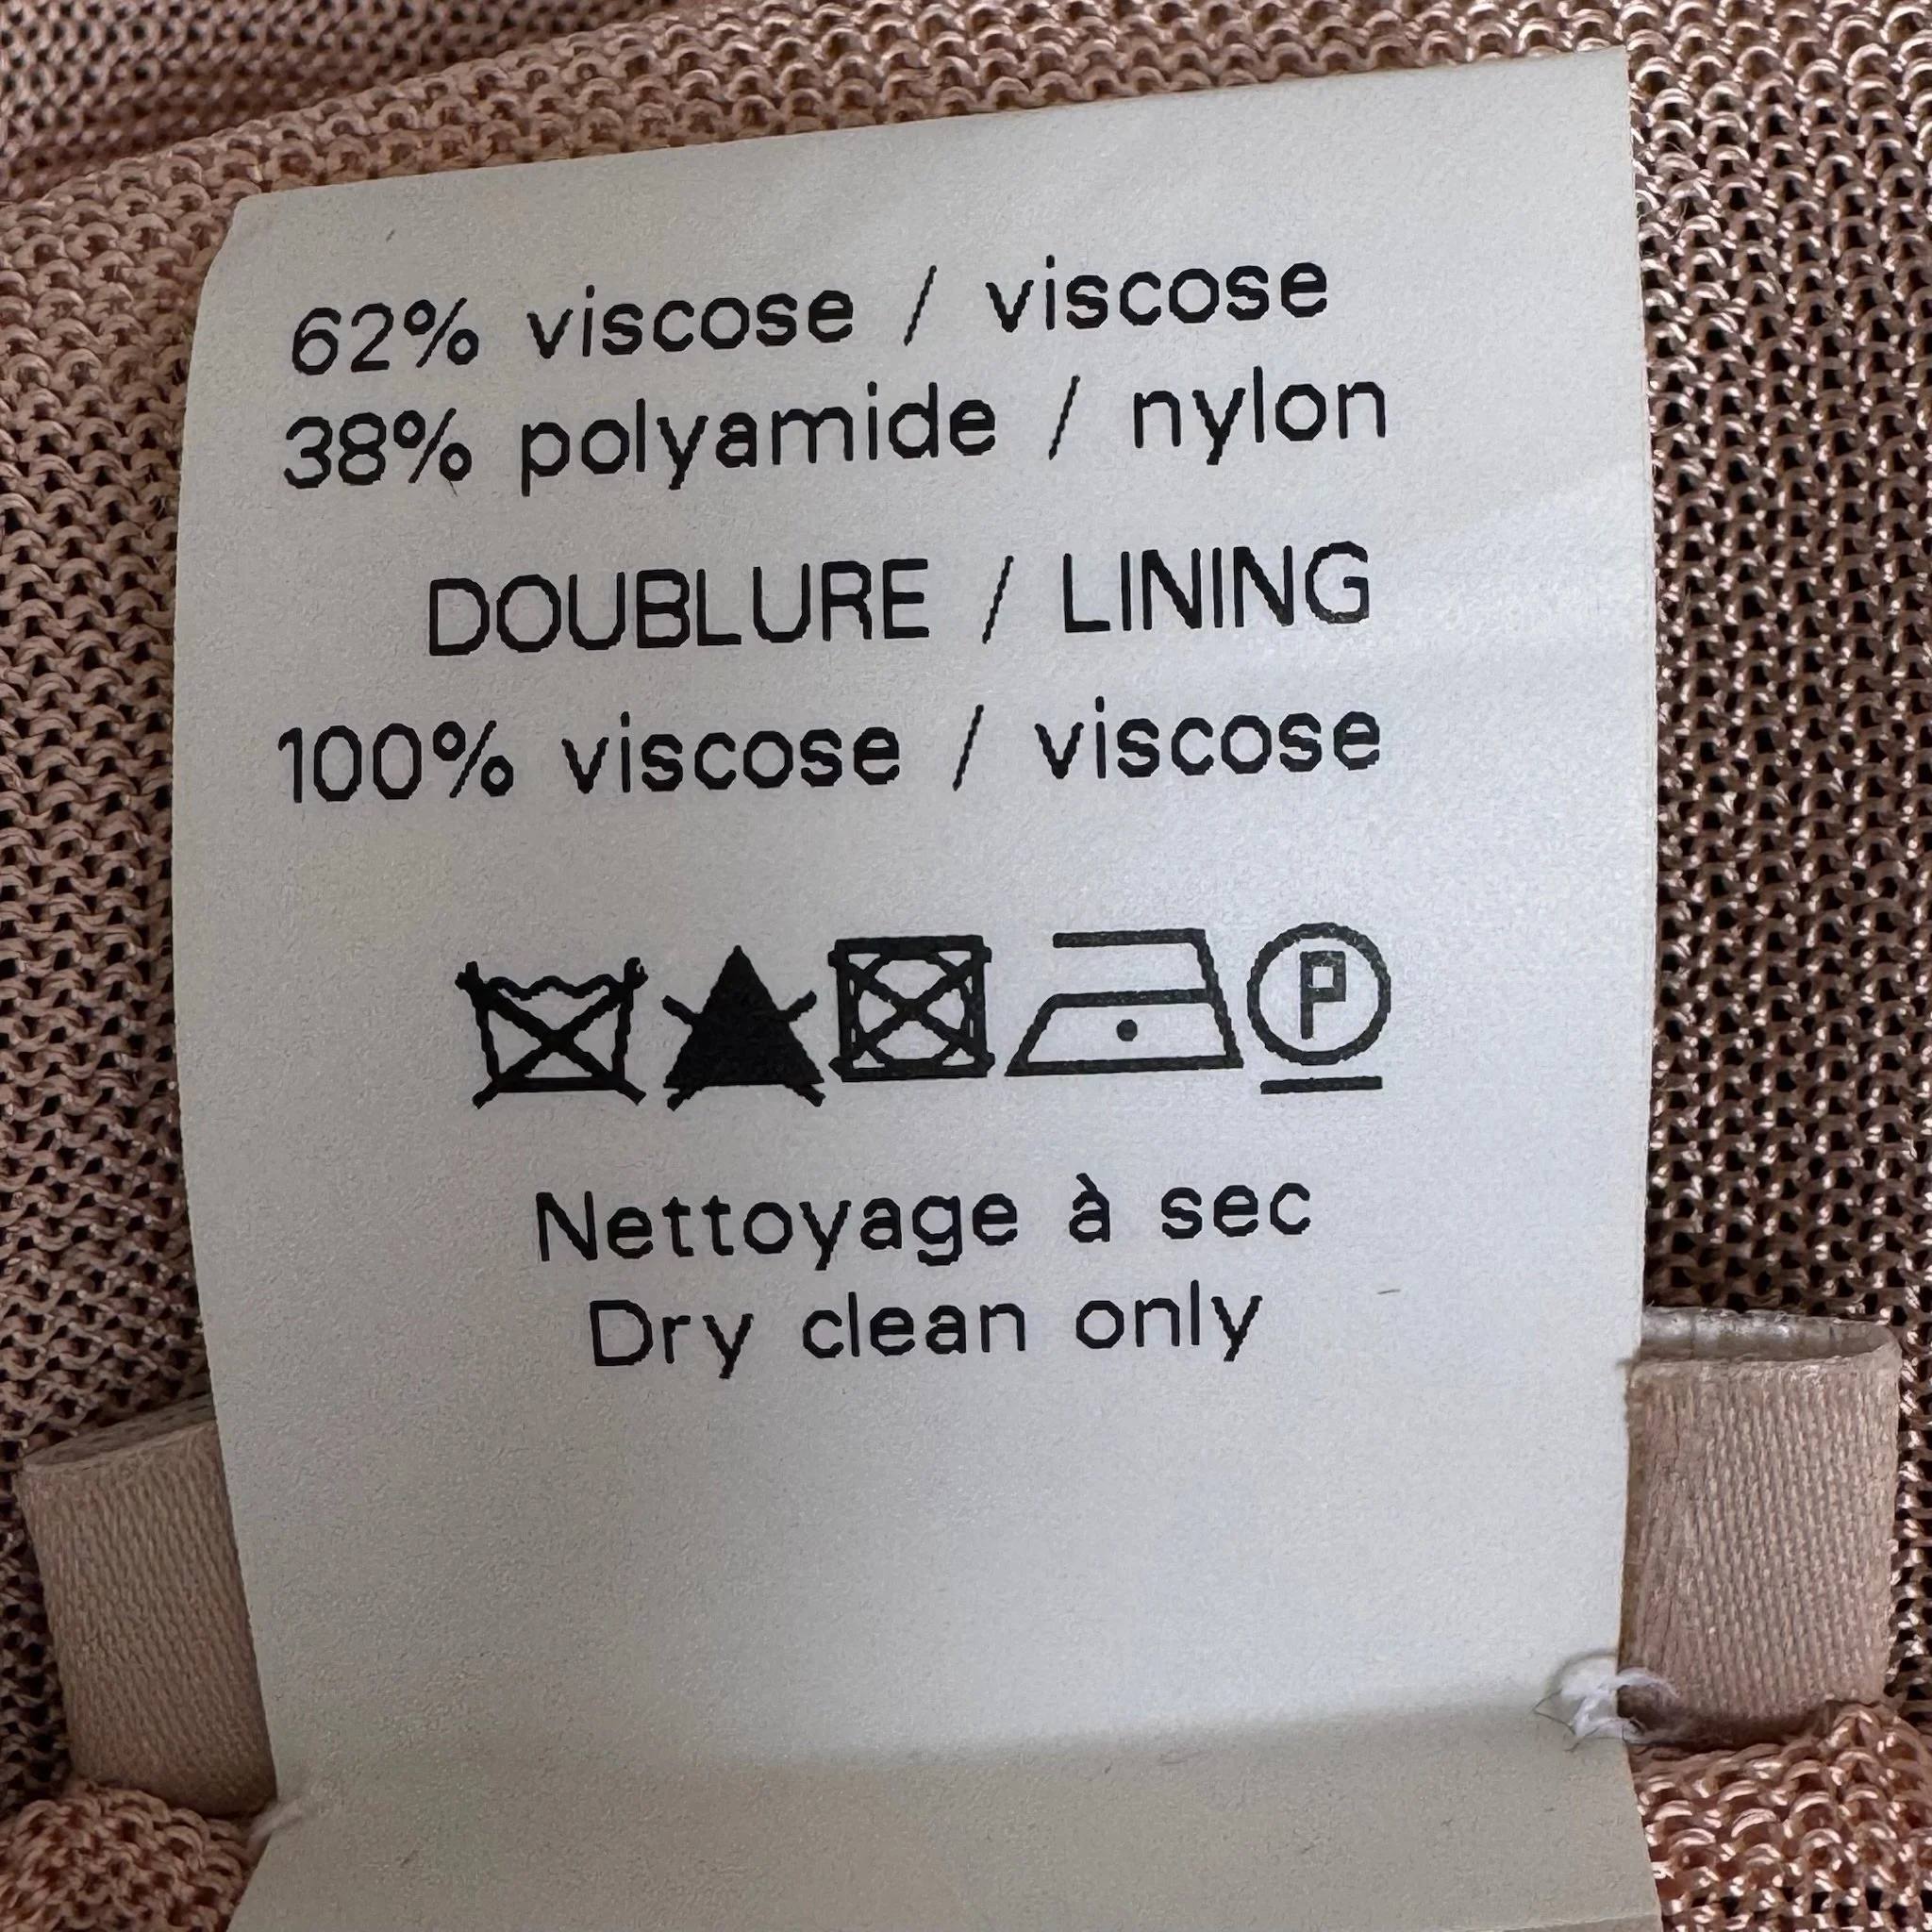 62% viscose / viscose
38% polyamide / nylon
DOUBLURE / LINING
100% viscose / viscose
P
Nettoyage à sec
Dry clean only